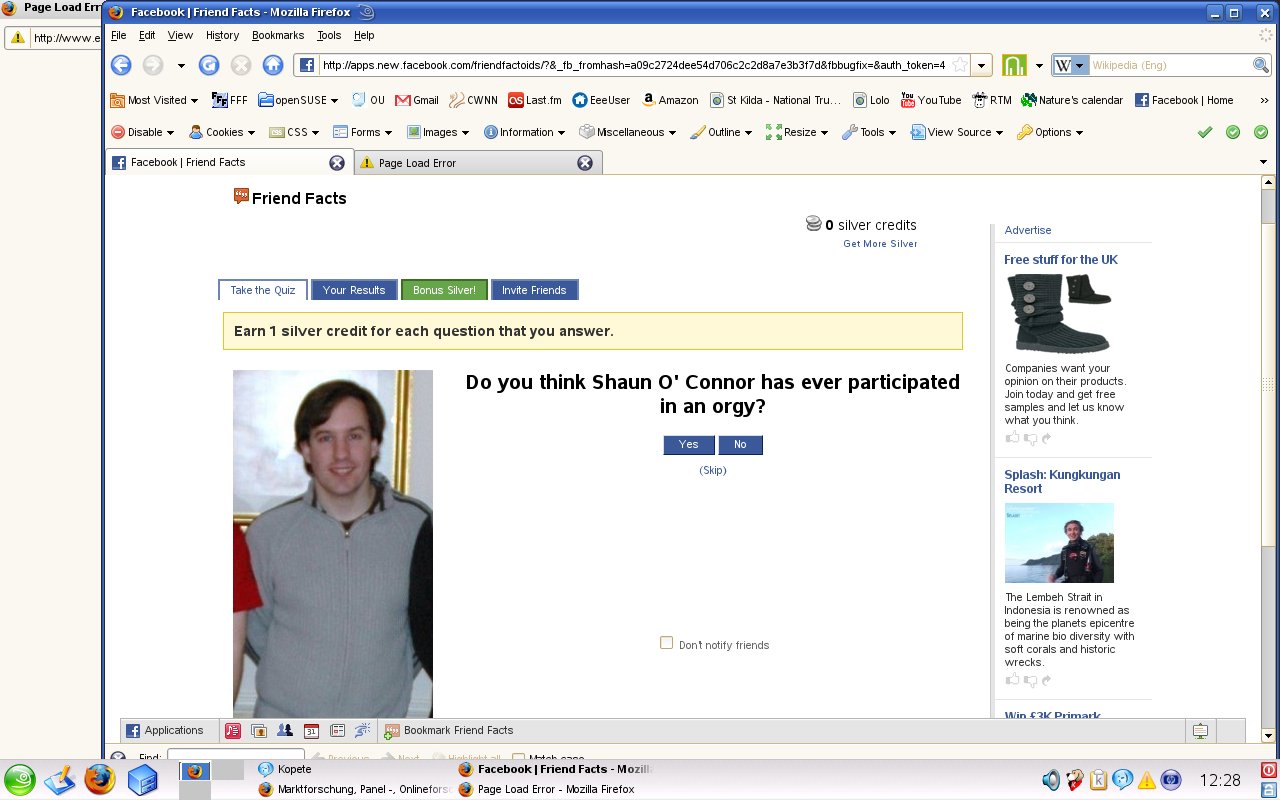 Page Load Err
http://www.e
Facebook | Friend Facts - Mozilla Firefox
File Edit View History Bookmarks Tools Help
http://apps.new.facebook.com/friendfactoids/?&_fb_fromhash=a09c2724dee54d706c2c2d8a7e3b3f7d&fbbugfix=&auth_token=4
W Wikipedia (Eng)
Most Visited FFF openSUSE OU Gmail CWNN Last.fm EeeUser Amazon St Kilda - National Tru... Lolo YouTube RTM Nature's calendar Facebook | Home »
Disable Cookies CSS Forms Images Information Miscellaneous Outline Resize Tools View Source Options
Facebook | Friend Facts Page Load Error
Friend Facts
0 silver credits
Get More Silver
Take the Quiz Your Results Bonus Silver! Invite Friends
Earn 1 silver credit for each question that you answer.
Do you think Shaun O' Connor has ever participated
in an orgy?
Yes No
(Skip)
Don't notify friends
Advertise
Free stuff for the UK
Companies want your
opinion on their products.
Join today and get free
samples and let us know
what you think.
Splash: Kungkungan
Resort
The Lembeh Strait in
Indonesia is renowned as
being the planets epicentre
of marine bio diversity with
soft corals and historic
wrecks.
Win £3K Primark
Applications 31 Bookmark Friend Facts
Find: Previous Next Highlight all Match case
Kopete Facebook | Friend Facts - Mozill
Marktforschung, Panel -, Onlinefors Page Load Error - Mozilla Firefox
12:28